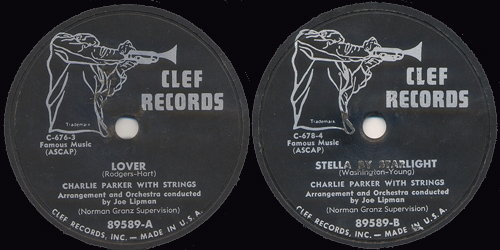 CLEF
RECORDS
Trademark
C-676-3
Famous Music
(ASCAP)
LOVER
(Rodgers-Hart)
CHARLIE PARKER WITH STRINGS
Arrangement and Orchestra conducted
by Joe Lipman
(Norman Granz Supervision)
89589-A
CLEF RECORDS, INC. — MADE IN U.S.A.
CLEF
RECORDS
Trademark
C-678-4
Famous Music
(ASCAP)
STELLA BY STARLIGHT
(Washington-Young)
CHARLIE PARKER WITH STRINGS
Arrangement and Orchestra conducted
by Joe Lipman
(Norman Granz Supervision)
89589-B
CLEF RECORDS, INC. — MADE IN U.S.A.